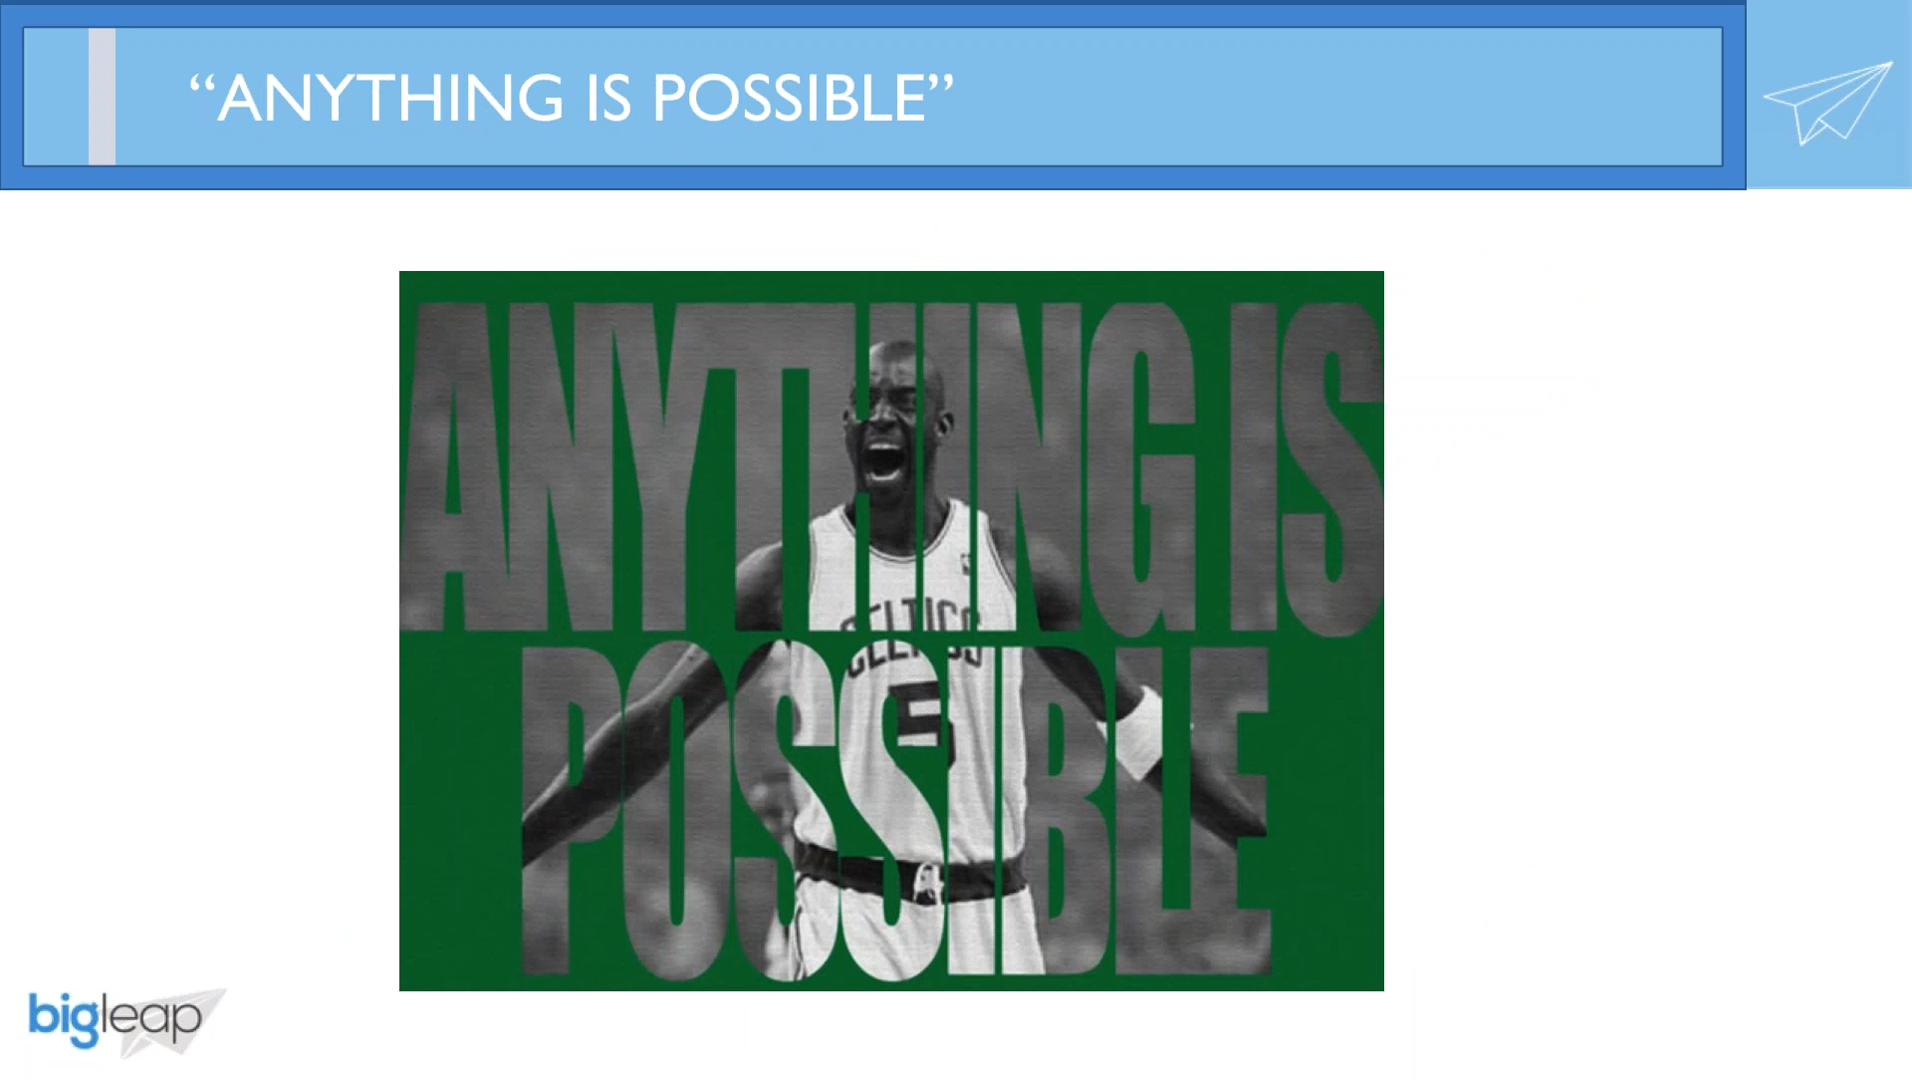 “ANYTHING IS POSSIBLE”
ANYTHING IS
CELTICS
POSSIBLE
5
bigleap